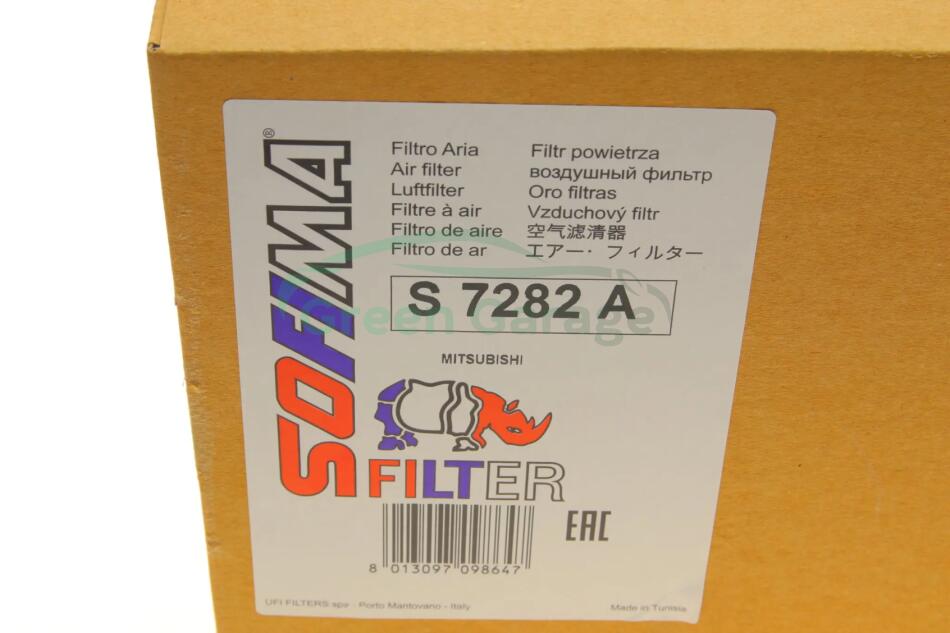 SOFIMA®
Filtro Aria
Air filter
Luftfilter
Filtre à air
Filtro de aire
Filtro de ar
Filtr powietrza
воздушный фильтр
Oro filtras
Vzduchový filtr
空气滤清器
エアー・フィルター
S 7282 A
Green Garage
MITSUBISHI
FILTER
8 013097 098647
EAC
UFI FILTERS spa - Porto Mantovano - Italy
Made in Tunisia